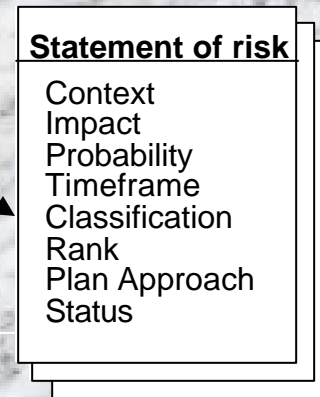 Statement of risk
Context
Impact
Probability
Timeframe
Classification
Rank
Plan Approach
Status